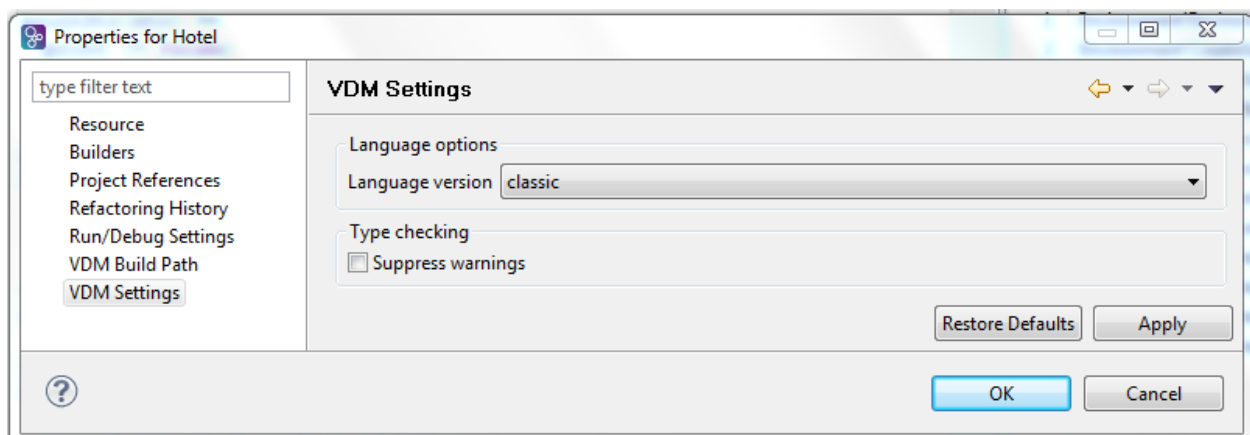 Properties for Hotel
type filter text
Resource
Builders
Project References
Refactoring History
Run/Debug Settings
VDM Build Path
VDM Settings
VDM Settings
Language options
Language version classic
Type checking
Suppress warnings
Restore Defaults Apply
OK Cancel